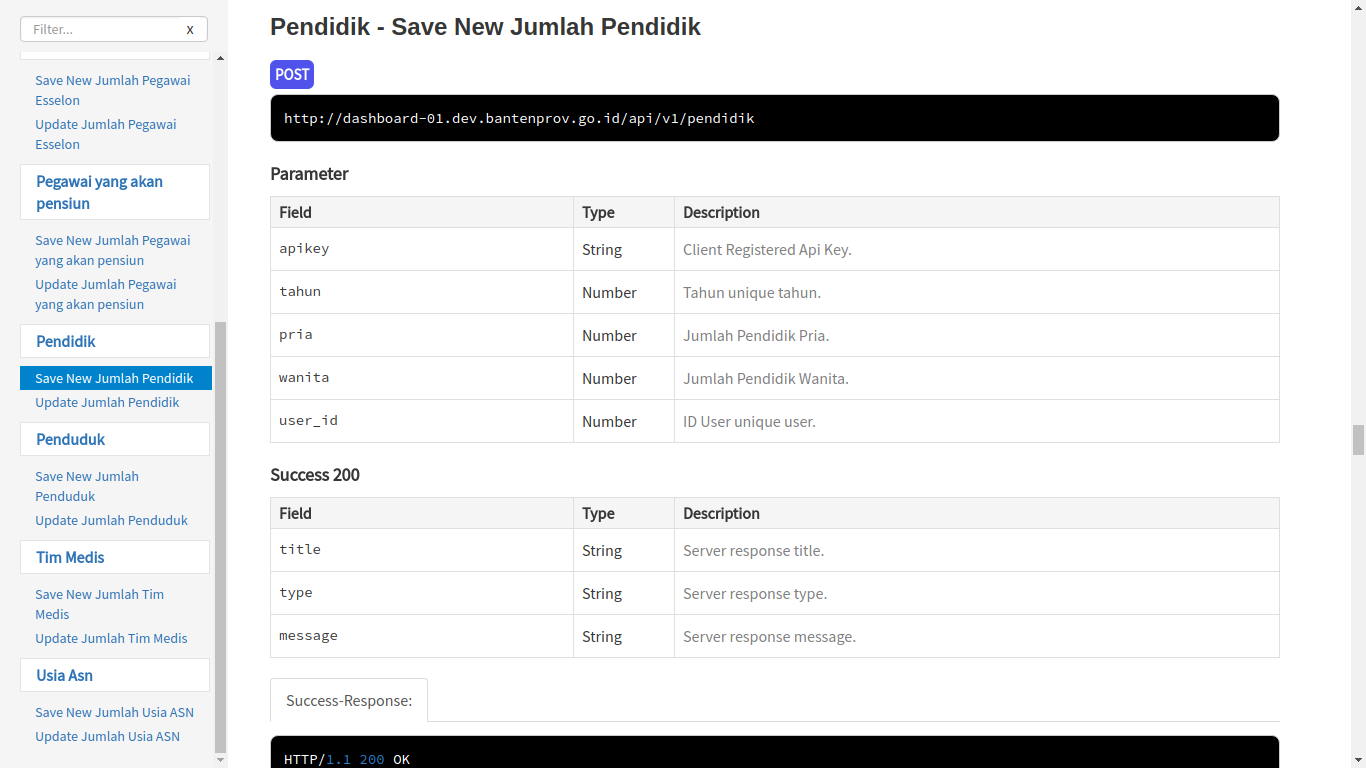 Filter...
x
Save New Jumlah Pegawai
Esselon
Update Jumlah Pegawai
Esselon
Pegawai yang akan
pensiun
Save New Jumlah Pegawai
yang akan pensiun
Update Jumlah Pegawai
yang akan pensiun
Pendidik
Save New Jumlah Pendidik
Update Jumlah Pendidik
Penduduk
Save New Jumlah
Penduduk
Update Jumlah Penduduk
Tim Medis
Save New Jumlah Tim
Medis
Update Jumlah Tim Medis
Usia Asn
Save New Jumlah Usia ASN
Update Jumlah Usia ASN
Pendidik - Save New Jumlah Pendidik
POST
http://dashboard-01.dev.bantenprov.go.id/api/v1/pendidik
Parameter
Field Type Description
apikey String Client Registered Api Key.
tahun Number Tahun unique tahun.
pria Number Jumlah Pendidik Pria.
wanita Number Jumlah Pendidik Wanita.
user_id Number ID User unique user.
Success 200
Field Type Description
title String Server response title.
type String Server response type.
message String Server response message.
Success-Response:
HTTP/1.1 200 OK